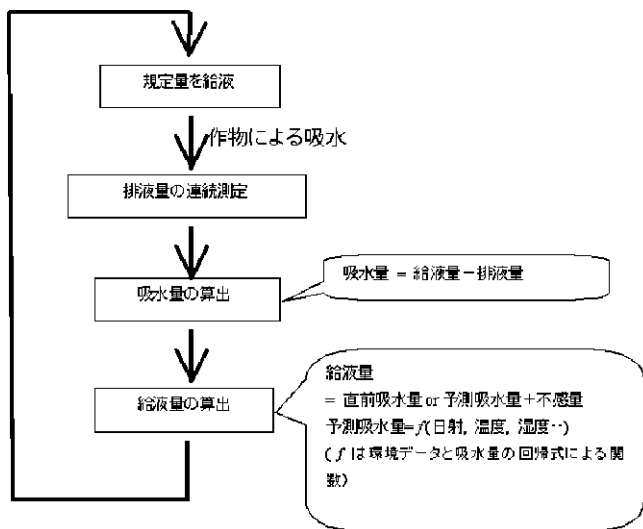 規定量を給液
作物による吸水
排液量の連続測定
吸水量の算出
吸水量 = 給液量－排液量
給液量の算出
給液量
= 直前吸水量 or 予測吸水量＋不感量
予測吸水量=f(日射, 温度, 湿度‥)
( f は環境データと吸水量の回帰式による関
数)